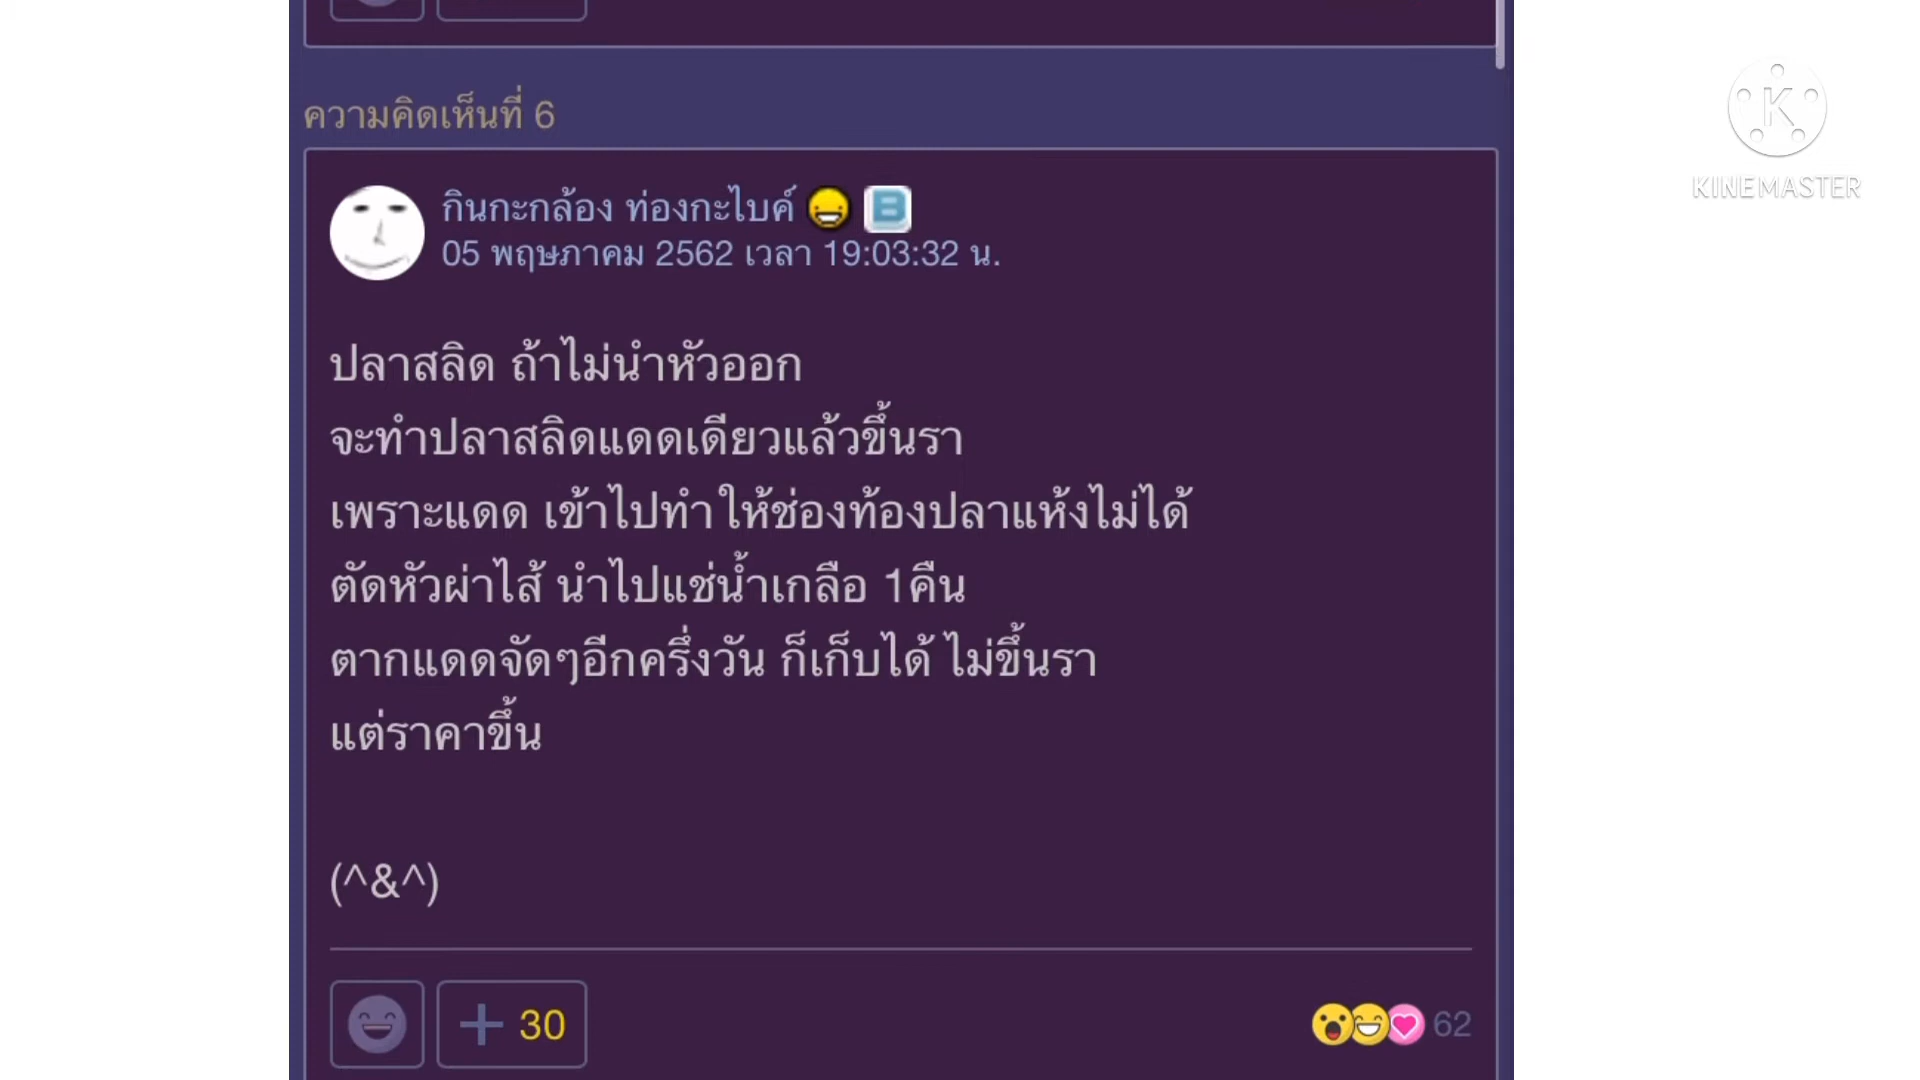 ความคิดเห็นที่ 6
กินกะกล้อง ท่องกะไบค์ B
05 พฤษภาคม 2562 เวลา 19:03:32 น.
ปลาสลิด ถ้าไม่นำหัวออก
จะทำปลาสลิดแดดเดียวแล้วขึ้นรา
เพราะแดด เข้าไปทำให้ช่องท้องปลาแห้งไม่ได้
ตัดหัวผ่าไส้ นำไปแช่น้ำเกลือ 1คืน
ตากแดดจัดๆอีกครึ่งวัน ก็เก็บได้ ไม่ขึ้นรา
แต่ราคาขึ้น
(^&^)
+ 30
62
K
KINEMASTER